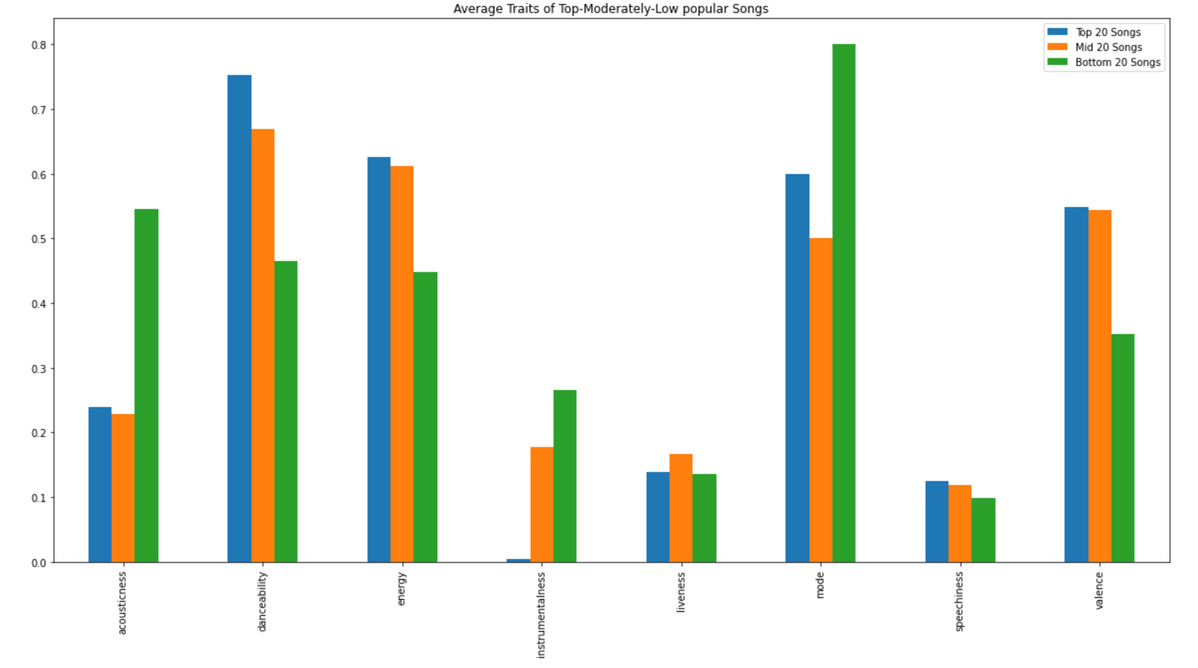 Average Traits of Top-Moderately-Low popular Songs
Top 20 Songs
Mid 20 Songs
Bottom 20 Songs
0.8
0.7
0.6
0.5
0.4
0.3
0.2
0.1
0.0
acousticness
danceability
energy
instrumentalness
liveness
mode
speechiness
valence